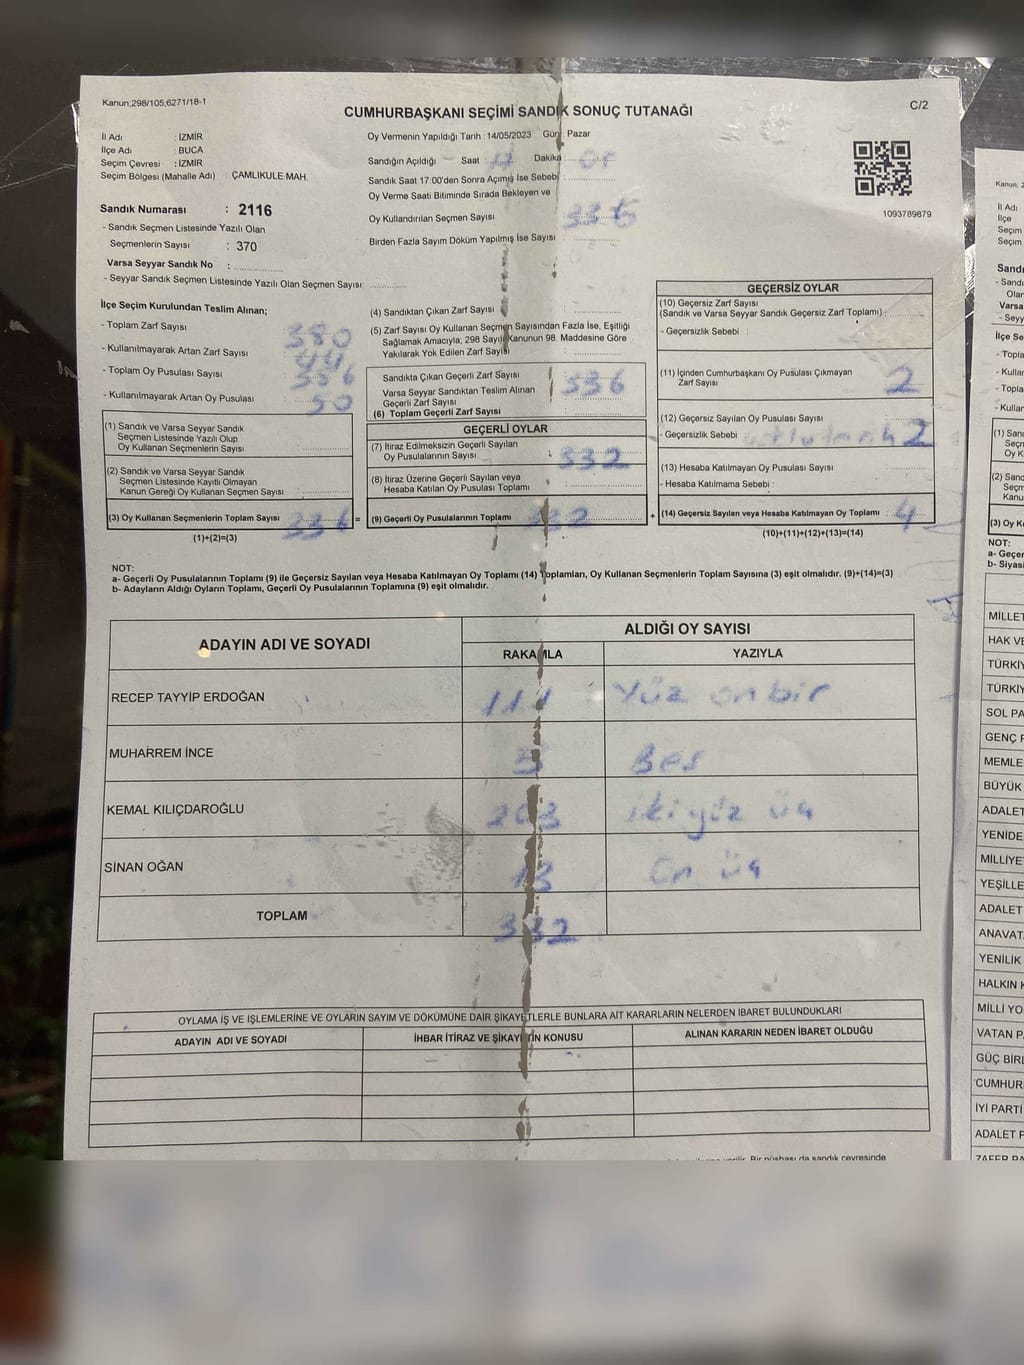 Kanun,298/105,6271/18-1
C/2
CUMHURBAŞKANI SEÇİMİ SANDIK SONUÇ TUTANAĞI
İl Adı : İZMİR
İlçe Adı : BUCA
Seçim Çevresi : İZMİR
Seçim Bölgesi (Mahalle Adı) : ÇAMLIKULE MAH.
Sandık Numarası : 2116
- Sandık Seçmen Listesinde Yazılı Olan
Seçmenlerin Sayısı : 370
Varsa Seyyar Sandık No :
- Seyyar Sandık Seçmen Listesinde Yazılı Olan Seçmen Sayısı:
Oy Vermenin Yapıldığı Tarih : 14/05/2023 Gün: Pazar
Sandığın Açıldığı Saat : Dakika :
Sandık Saat 17:00'den Sonra Açımış İse Sebebi :
Oy Verme Saati Bitiminde Sırada Bekleyen ve
Oy Kullandırılan Seçmen Sayısı
Birden Fazla Sayım Döküm Yapılmış İse Sayısı :
1093789879
İlçe Seçim Kurulundan Teslim Alınan;
- Toplam Zarf Sayısı : 380
- Kullanılmayarak Artan Zarf Sayısı : 44
- Toplam Oy Pusulası Sayısı :
- Kullanılmayarak Artan Oy Pusulası : 50
(1) Sandık ve Varsa Seyyar Sandık
Seçmen Listesinde Yazılı Olup
Oy Kullanan Seçmenlerin Sayısı :
(2) Sandık ve Varsa Seyyar Sandık
Seçmen Listesinde Kayıtlı Olmayan
Kanun Gereği Oy Kullanan Seçmen Sayısı :
(3) Oy Kullanan Seçmenlerin Toplam Sayısı : 336
(1)+(2)=(3)
(4) Sandıktan Çıkan Zarf Sayısı :
(5) Zarf Sayısı Oy Kullanan Seçmen Sayısından Fazla İse, Eşitliği
Sağlamak Amacıyla; 298 Sayılı Kanunun 98. Maddesine Göre
Yakılarak Yok Edilen Zarf Sayısı :
Sandıkta Çıkan Geçerli Zarf Sayısı : 336
Varsa Seyyar Sandıktan Teslim Alınan
Geçerli Zarf Sayısı :
(6) Toplam Geçerli Zarf Sayısı :
GEÇERLİ OYLAR
(7) İtiraz Edilmeksizin Geçerli Sayılan
Oy Pusulalarının Sayısı : 332
(8) İtiraz Üzerine Geçerli Sayılan veya
Hesaba Katılan Oy Pusulası Toplamı :
= (9) Geçerli Oy Pusulalarının Toplamı : 332
GEÇERSİZ OYLAR
(10) Geçersiz Zarf Sayısı
(Sandık ve Varsa Seyyar Sandık Geçersiz Zarf Toplamı) :
- Geçersizlik Sebebi :
(11) İçinden Cumhurbaşkanı Oy Pusulası Çıkmayan
Zarf Sayısı : 2
(12) Geçersiz Sayılan Oy Pusulası Sayısı : 2
- Geçersizlik Sebebi
(13) Hesaba Katılmayan Oy Pusulası Sayısı :
- Hesaba Katılmama Sebebi :
+ (14) Geçersiz Sayılan veya Hesaba Katılmayan Oy Toplamı : 4
(10)+(11)+(12)+(13)=(14)
NOT:
a- Geçerli Oy Pusulalarının Toplamı (9) ile Geçersiz Sayılan veya Hesaba Katılmayan Oy Toplamı (14) Toplamları, Oy Kullanan Seçmenlerin Toplam Sayısına (3) eşit olmalıdır. (9)+(14)=(3)
b- Adayların Aldığı Oyların Toplamı, Geçerli Oy Pusulalarının Toplamına (9) eşit olmalıdır.
ADAYIN ADI VE SOYADI ALDIĞI OY SAYISI
RAKAMLA YAZIYLA
RECEP TAYYİP ERDOĞAN 111 Yüz on bir
MUHARREM İNCE 5 Beş
KEMAL KILIÇDAROĞLU 203 iki yüz üç
SİNAN OĞAN 13 On üç
TOPLAM 332
OYLAMA İŞ VE İŞLEMLERİNE VE OYLARIN SAYIM VE DÖKÜMÜNE DAİR ŞİKAYETLERLE BUNLARA AİT KARARLARIN NELERDEN İBARET BULUNDUKLARI
ADAYIN ADI VE SOYADI İHBAR İTİRAZ VE ŞİKAYETİN KONUSU ALINAN KARARIN NEDEN İBARET OLDUĞU
Bir nüshası da sandık çevresinde
Kanun, 2
İl Adı
İlçe
Seçim
Seçim
Sandı
- Sandı
Olar
Varsa
- Seyy
İlçe Se
- Topla
- Kullar
- Topla
- Kullar
(1) Sanc
Seçn
Oy K
(2) Sanc
Seçm
Kanu
(3) Oy Ku
NOT:
a- Geçer
b- Siyasi
MİLLET
HAK VE
TÜRKİY
TÜRKİY
SOL PA
GENÇ P
MEMLE
BÜYÜK
ADALET
YENİDE
MİLLİYET
YEŞİLLE
ADALET
ANAVAT
YENİLİK
HALKIN K
MİLLİ YO
VATAN P
GÜÇ BİRL
CUMHUR
İYİ PARTİ
ADALET P
ZAFER PA